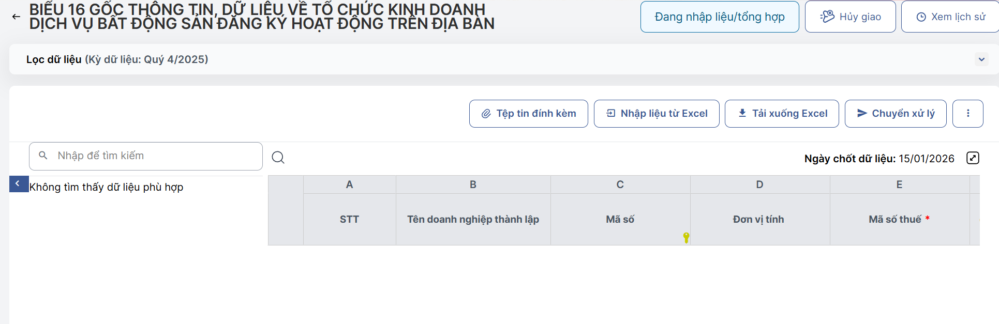 BIỂU 16 GỐC THÔNG TIN, DỮ LIỆU VỀ TỔ CHỨC KINH DOANH
DỊCH VỤ BẤT ĐỘNG SẢN ĐĂNG KÝ HOẠT ĐỘNG TRÊN ĐỊA BÀN
Đang nhập liệu/tổng hợp
Hủy giao
Xem lịch sử
Lọc dữ liệu (Kỳ dữ liệu: Quý 4/2025)
Tệp tin đính kèm
Nhập liệu từ Excel
Tải xuống Excel
Chuyển xử lý
Nhập để tìm kiếm
Ngày chốt dữ liệu: 15/01/2026
Không tìm thấy dữ liệu phù hợp
A B C D E
STT Tên doanh nghiệp thành lập Mã số Đơn vị tính Mã số thuế *